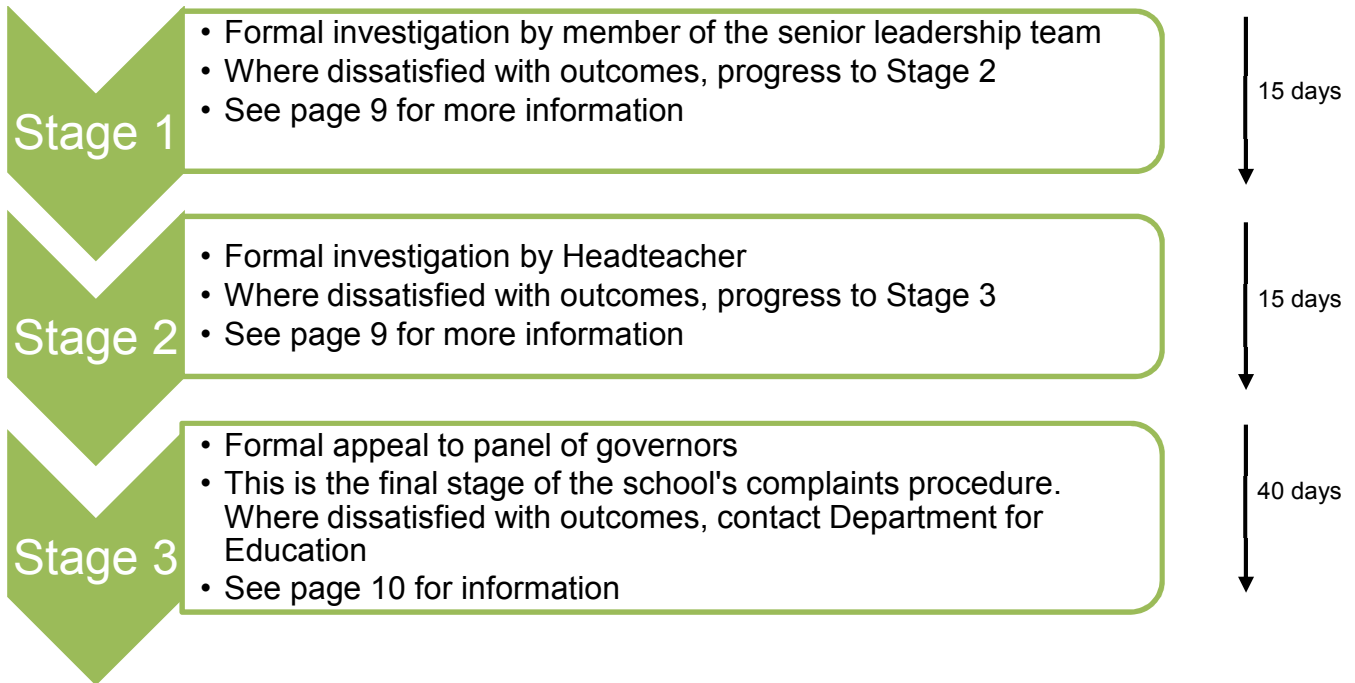 Stage 1
• Formal investigation by member of the senior leadership team
• Where dissatisfied with outcomes, progress to Stage 2
• See page 9 for more information
15 days
Stage 2
• Formal investigation by Headteacher
• Where dissatisfied with outcomes, progress to Stage 3
• See page 9 for more information
15 days
Stage 3
• Formal appeal to panel of governors
• This is the final stage of the school's complaints procedure.
Where dissatisfied with outcomes, contact Department for
Education
• See page 10 for information
40 days